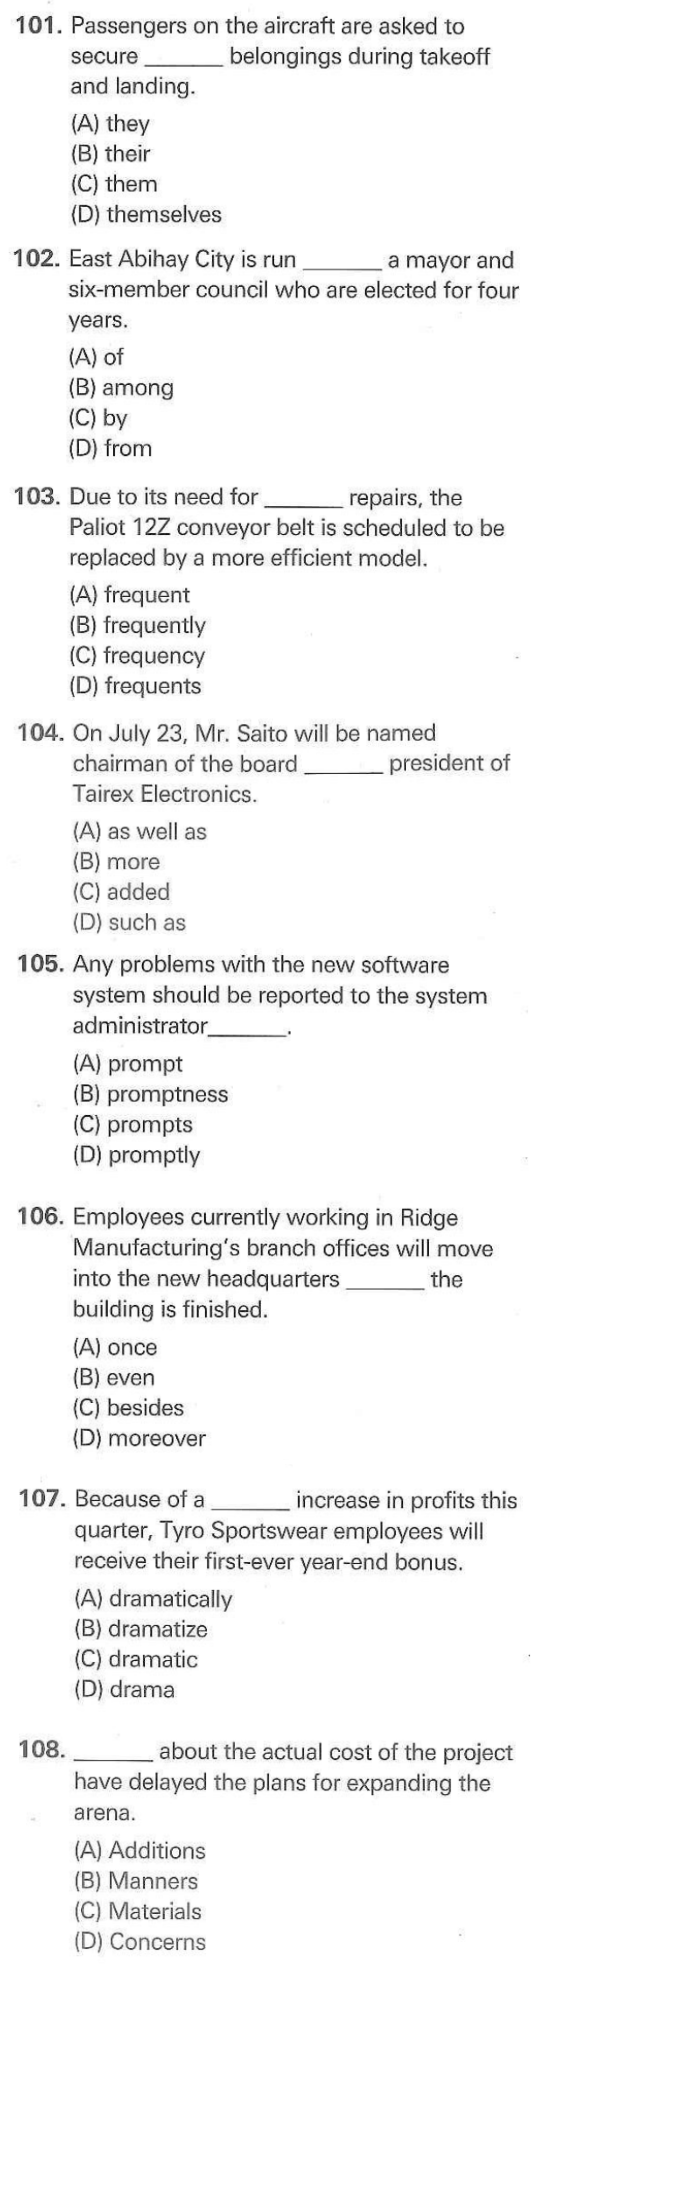 101. Passengers on the aircraft are asked to
secure _______ belongings during takeoff
and landing.
(A) they
(B) their
(C) them
(D) themselves
102. East Abihay City is run _______ a mayor and
six-member council who are elected for four
years.
(A) of
(B) among
(C) by
(D) from
103. Due to its need for _______ repairs, the
Paliot 12Z conveyor belt is scheduled to be
replaced by a more efficient model.
(A) frequent
(B) frequently
(C) frequency
(D) frequents
104. On July 23, Mr. Saito will be named
chairman of the board _______ president of
Tairex Electronics.
(A) as well as
(B) more
(C) added
(D) such as
105. Any problems with the new software
system should be reported to the system
administrator_______.
(A) prompt
(B) promptness
(C) prompts
(D) promptly
106. Employees currently working in Ridge
Manufacturing's branch offices will move
into the new headquarters _______ the
building is finished.
(A) once
(B) even
(C) besides
(D) moreover
107. Because of a _______ increase in profits this
quarter, Tyro Sportswear employees will
receive their first-ever year-end bonus.
(A) dramatically
(B) dramatize
(C) dramatic
(D) drama
108. _______ about the actual cost of the project
have delayed the plans for expanding the
arena.
(A) Additions
(B) Manners
(C) Materials
(D) Concerns